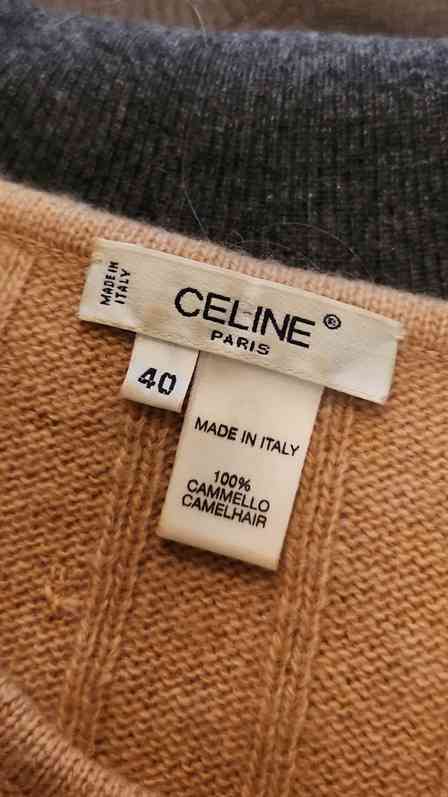 MADE IN
ITALY
CELINE®
PARIS
40
MADE IN ITALY
100%
CAMMELLO
CAMELHAIR